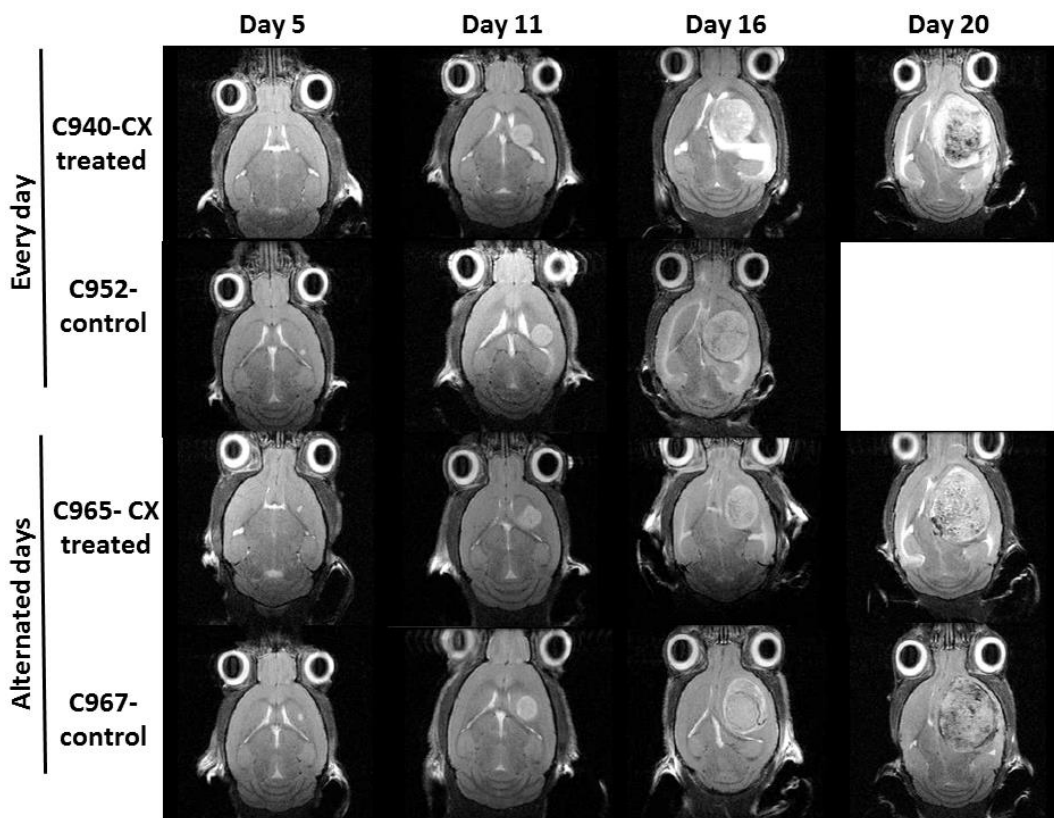 Day 5 Day 11 Day 16 Day 20
Every day
C940-CX
treated
C952-
control
Alternated days
C965- CX
treated
C967-
control